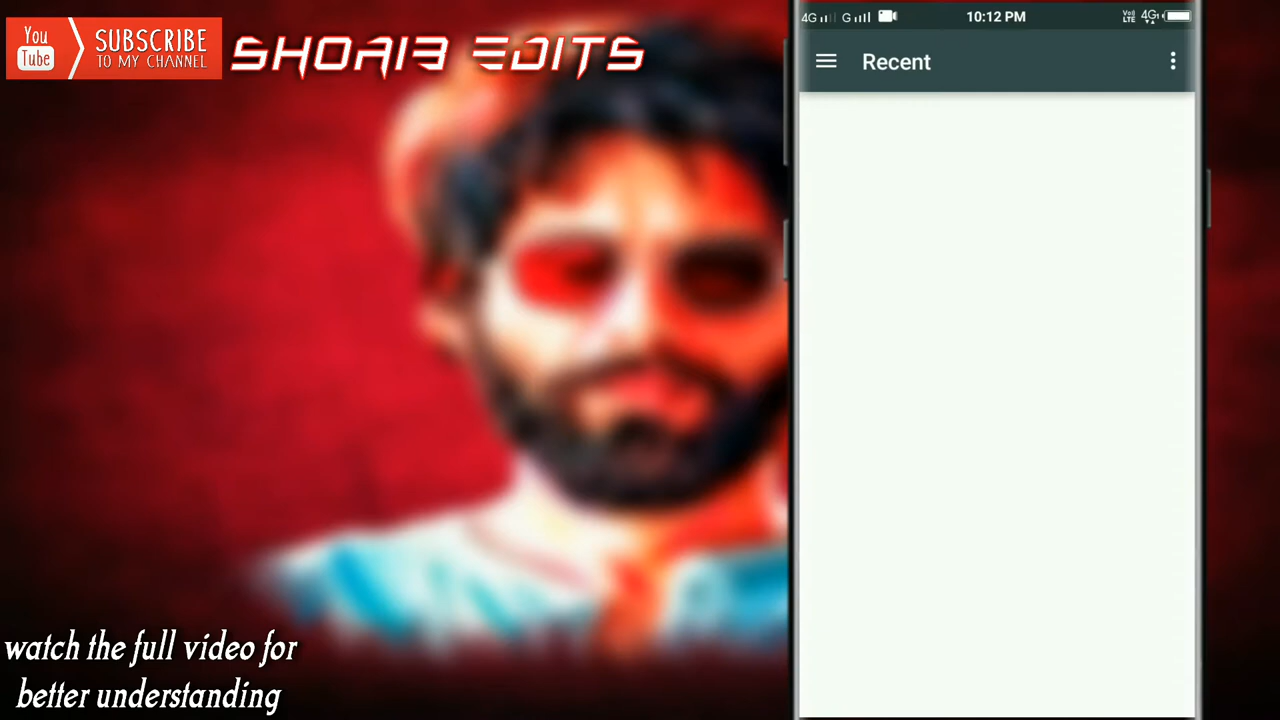 You
Tube
SUBSCRIBE
TO MY CHANNEL
SHOAIB EDITS
4G G 10:12 PM VoLTE 4G
Recent
watch the full video for
better understanding